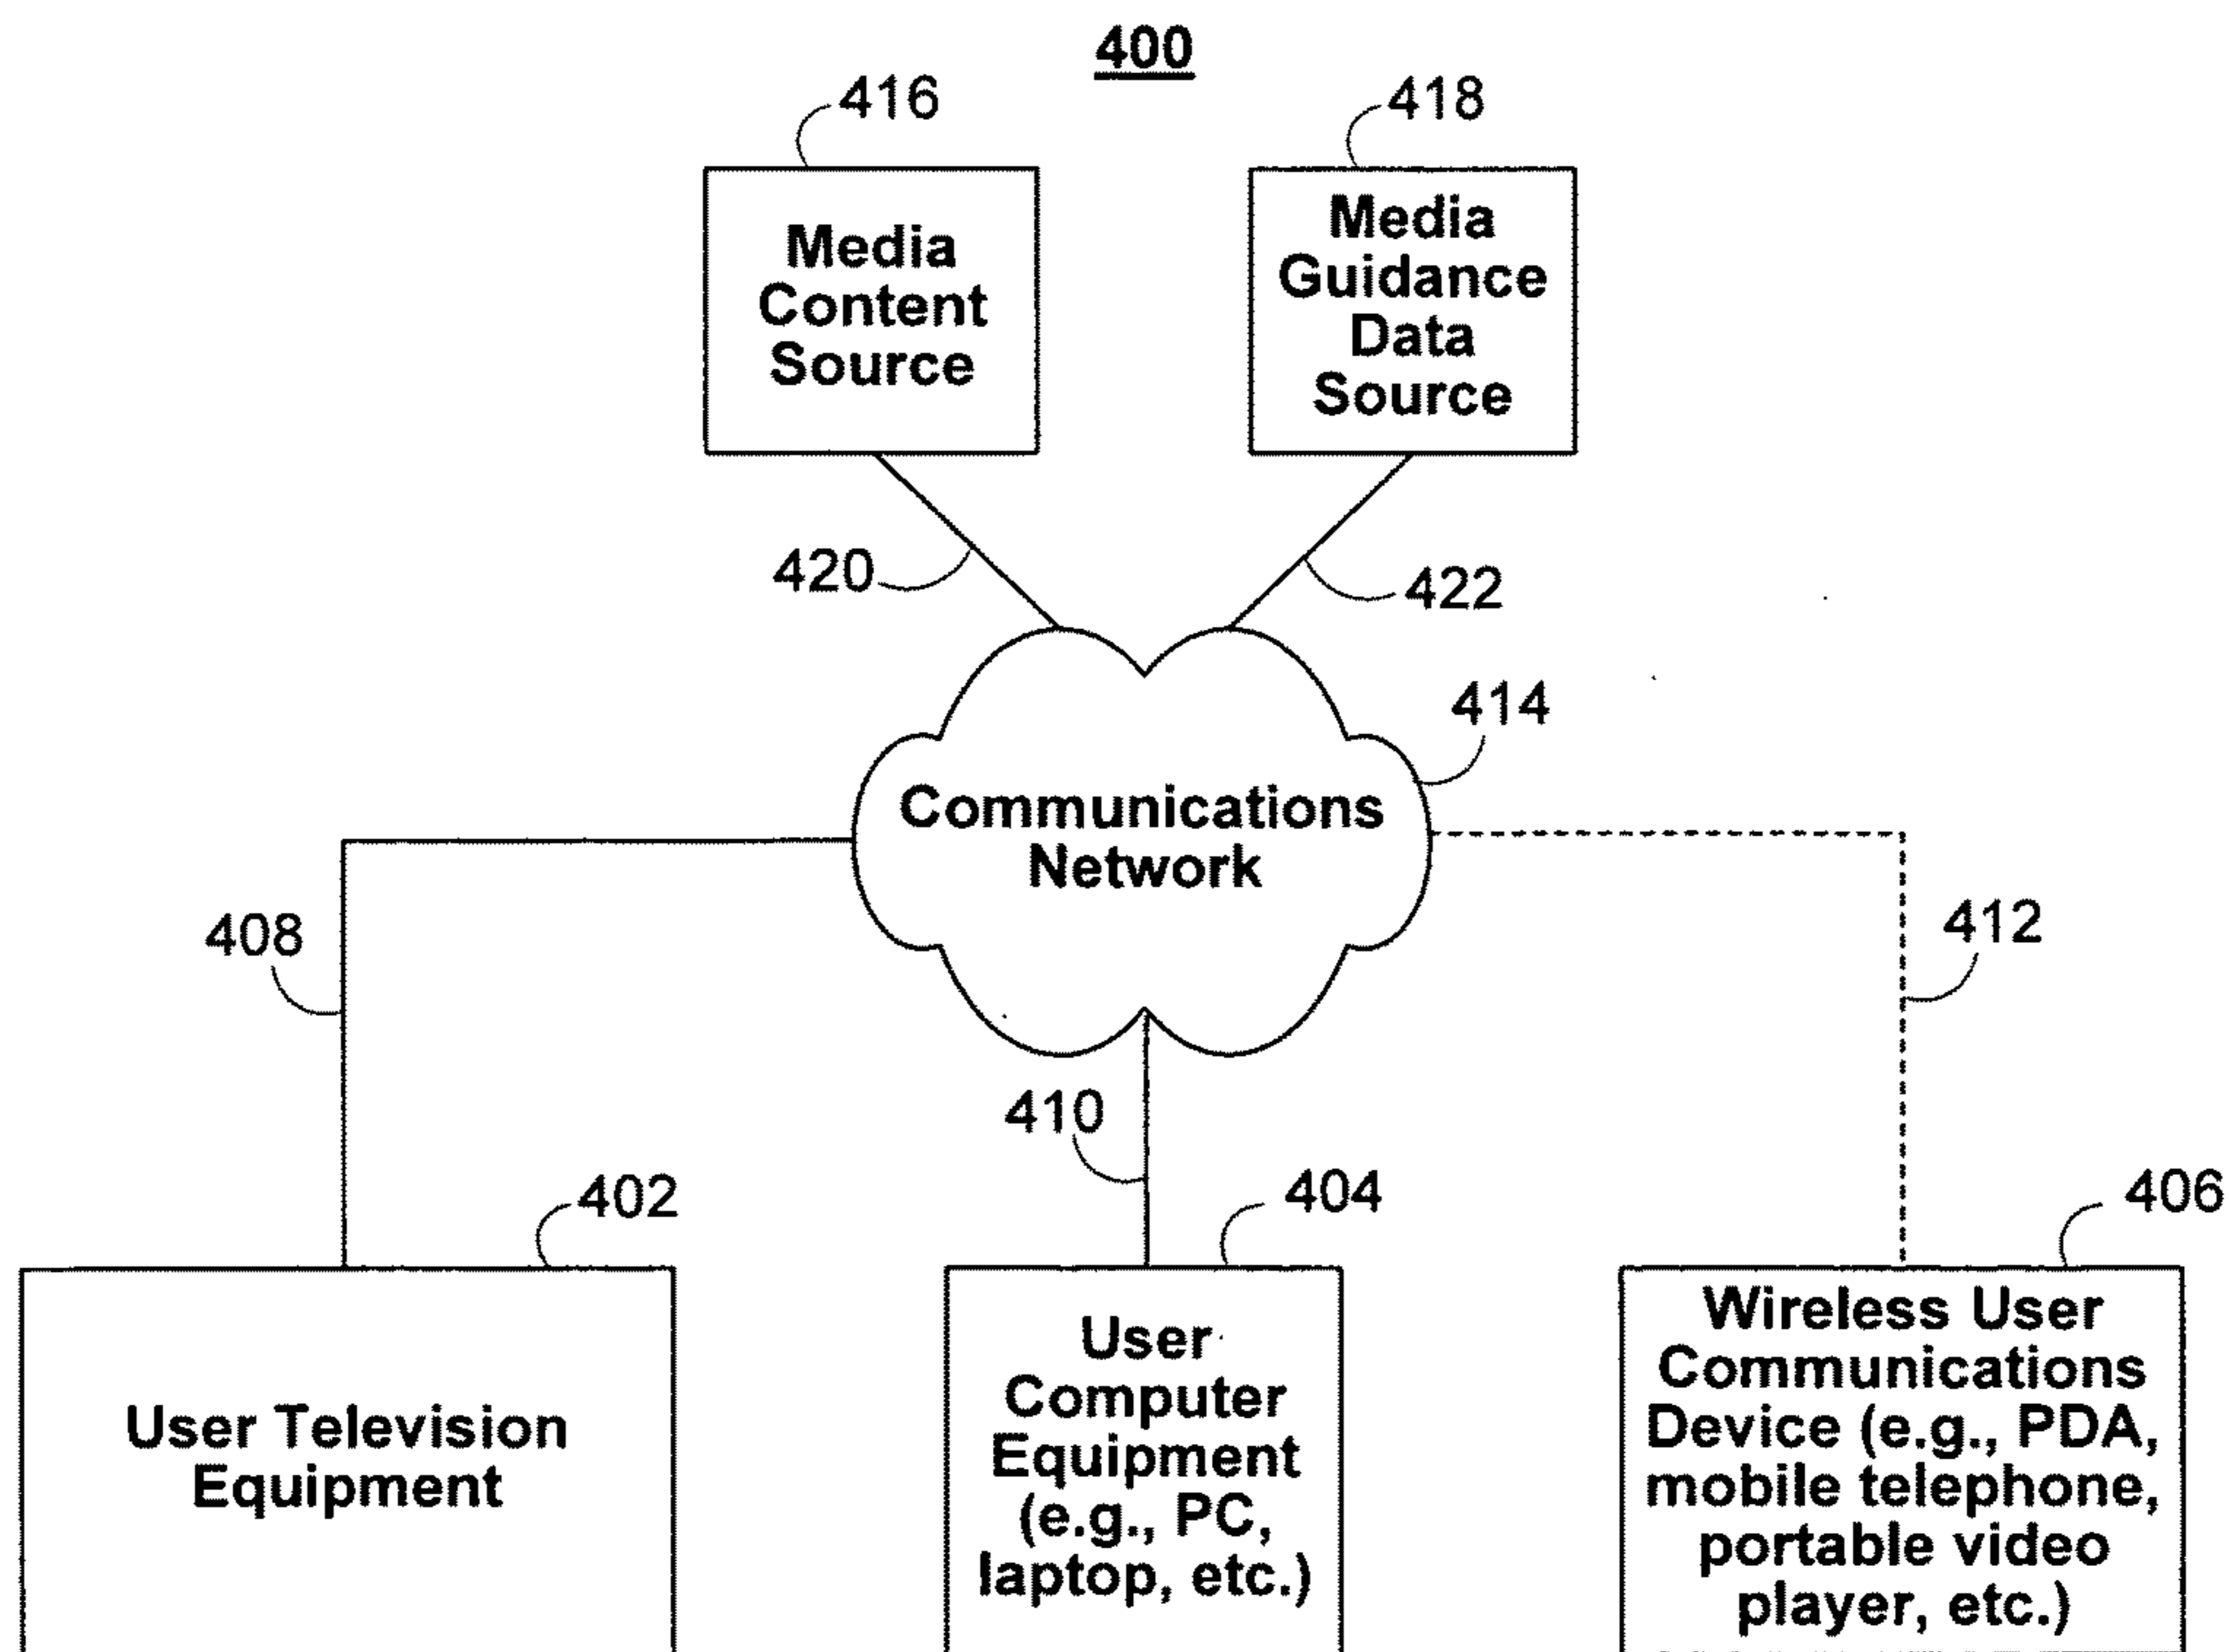 400
416
418
Media
Content
Source
Media
Guidance
Data
Source
420
422
414
Communications
Network
408
412
410
402
404
406
User Television
Equipment
User
Computer
Equipment
(e.g., PC,
laptop, etc.)
Wireless User
Communications
Device (e.g., PDA,
mobile telephone,
portable video
player, etc.)